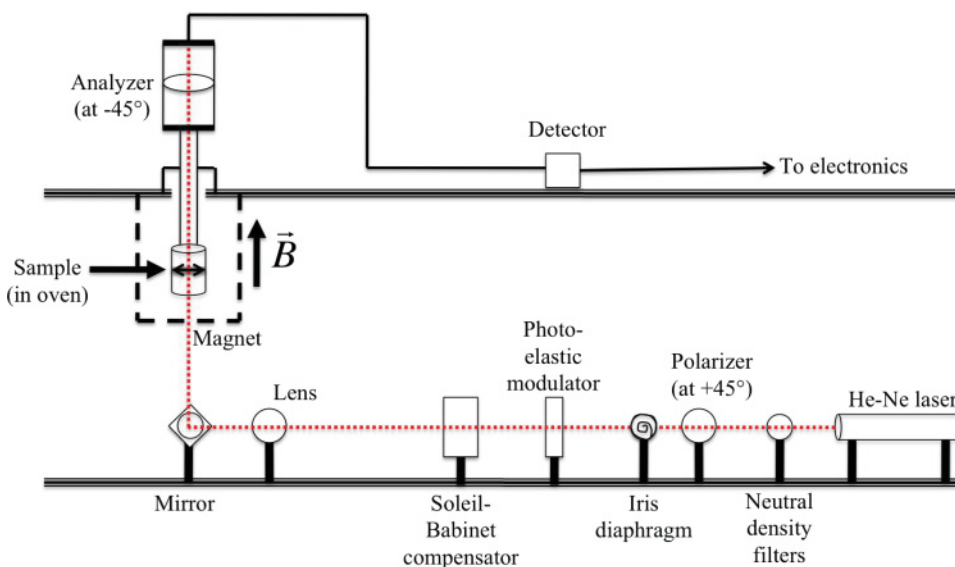 Analyzer
(at -45°)
Detector
To electronics
B
Sample
(in oven)
Magnet
Photo-
elastic
modulator
Polarizer
(at +45°)
Lens
He-Ne laser
Mirror
Soleil-
Babinet
compensator
Iris
diaphragm
Neutral
density
filters